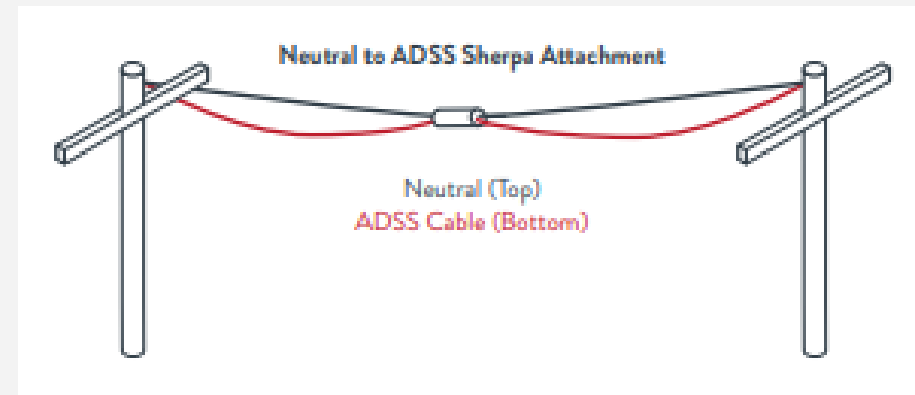 Neutral to ADSS Sherpa Attachment
Neutral (Top)
ADSS Cable (Bottom)